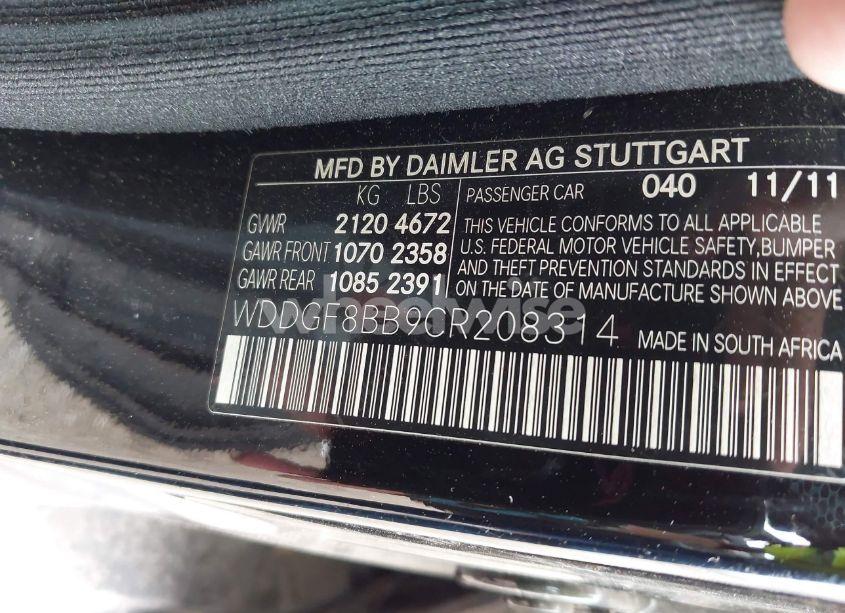 MFD BY DAIMLER AG STUTTGART
KG LBS
GVWR 2120 4672
GAWR FRONT 1070 2358
GAWR REAR 1085 2391
PASSENGER CAR 040 11/11
THIS VEHICLE CONFORMS TO ALL APPLICABLE
U.S. FEDERAL MOTOR VEHICLE SAFETY, BUMPER
AND THEFT PREVENTION STANDARDS IN EFFECT
ON THE DATE OF MANUFACTURE SHOWN ABOVE
WDDGF8BB9CR208314 MADE IN SOUTH AFRICA
wheelwise